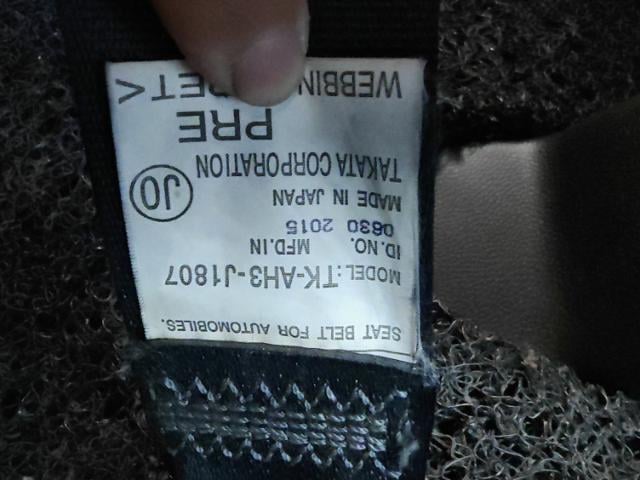 SEAT BELT FOR AUTOMOBILES.
MODEL: TK-AH3-J1807
ID.NO. MFD.IN
0630 2015
MADE IN JAPAN
TAKATA CORPORATION
JO
PRE